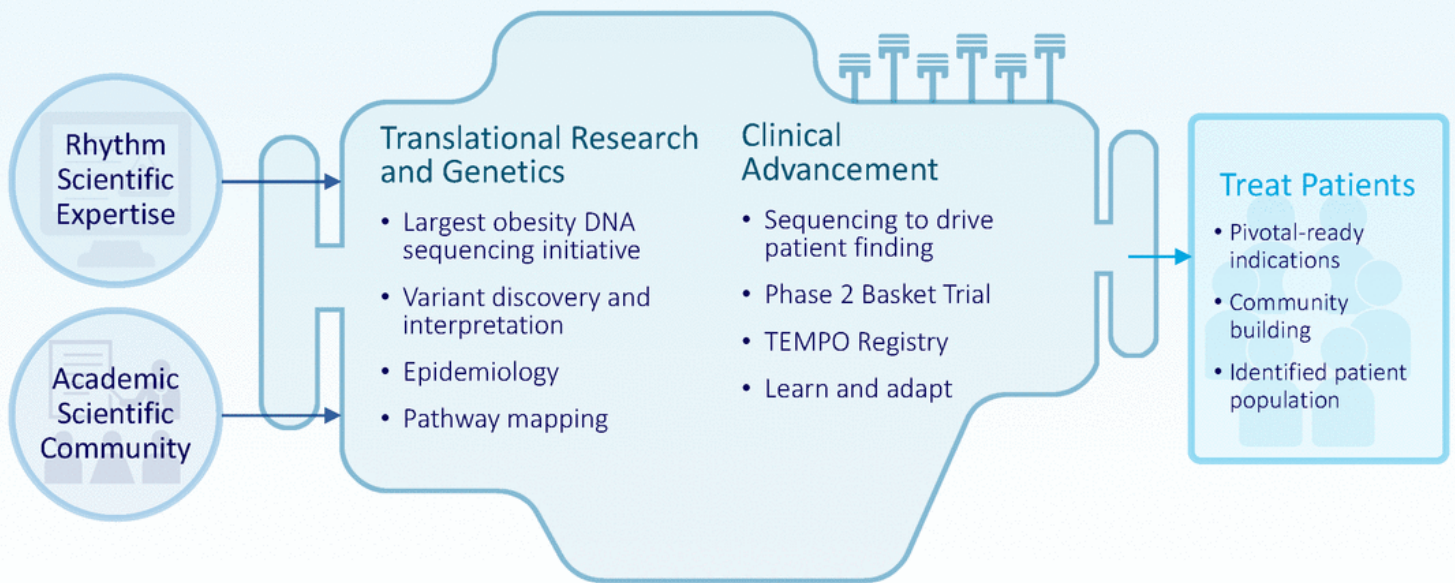 Rhythm
Scientific
Expertise
Academic
Scientific
Community
Translational Research
and Genetics
• Largest obesity DNA
sequencing initiative
• Variant discovery and
interpretation
• Epidemiology
• Pathway mapping
Clinical
Advancement
• Sequencing to drive
patient finding
• Phase 2 Basket Trial
• TEMPO Registry
• Learn and adapt
Treat Patients
• Pivotal-ready
indications
• Community
building
• Identified patient
population